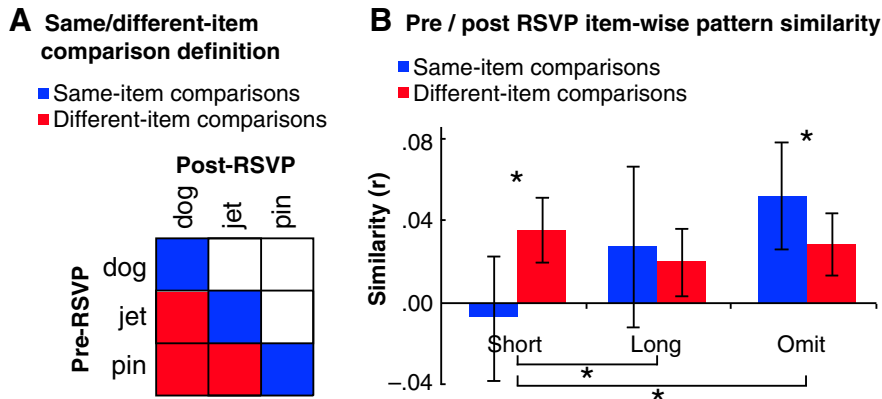 A Same/different-item
comparison definition
Same-item comparisons
Different-item comparisons
Post-RSVP
dog
jet
pin
Pre-RSVP
dog
jet
pin
B Pre / post RSVP item-wise pattern similarity
Same-item comparisons
Different-item comparisons
Similarity (r)
.08
.04
.00
–.04
*
*
Short
Long
Omit
*
*